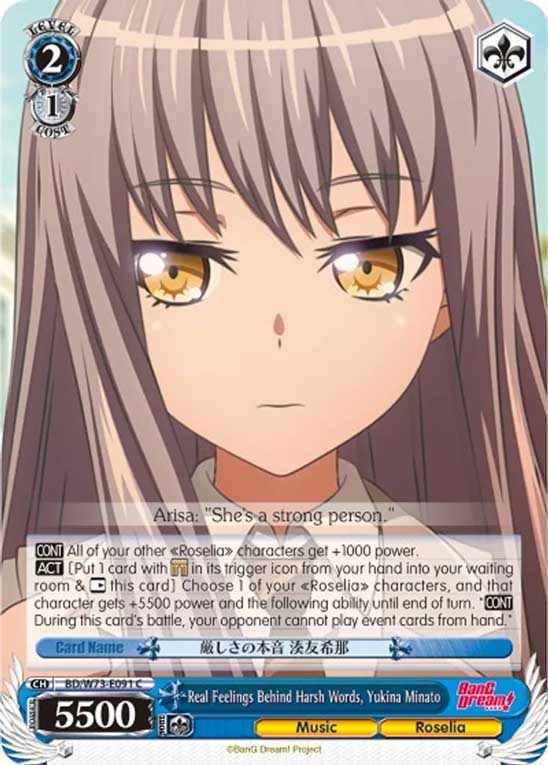 LEVEL
2
1
COST
Arisa: "She's a strong person."
CONT All of your other «Roselia» characters get +1000 power.
ACT [Put 1 card with in its trigger icon from your hand into your waiting
room & this card] Choose 1 of your «Roselia» characters, and that
character gets +5500 power and the following ability until end of turn. "CONT
During this card's battle, your opponent cannot play event cards from hand."
Card Name 厳しさの本音 湊友希那
CH BD/W73-E091 C
Real Feelings Behind Harsh Words, Yukina Minato
BanG Dream!
POWER 5500 SOUL
Music Roselia
©BanG Dream! Project